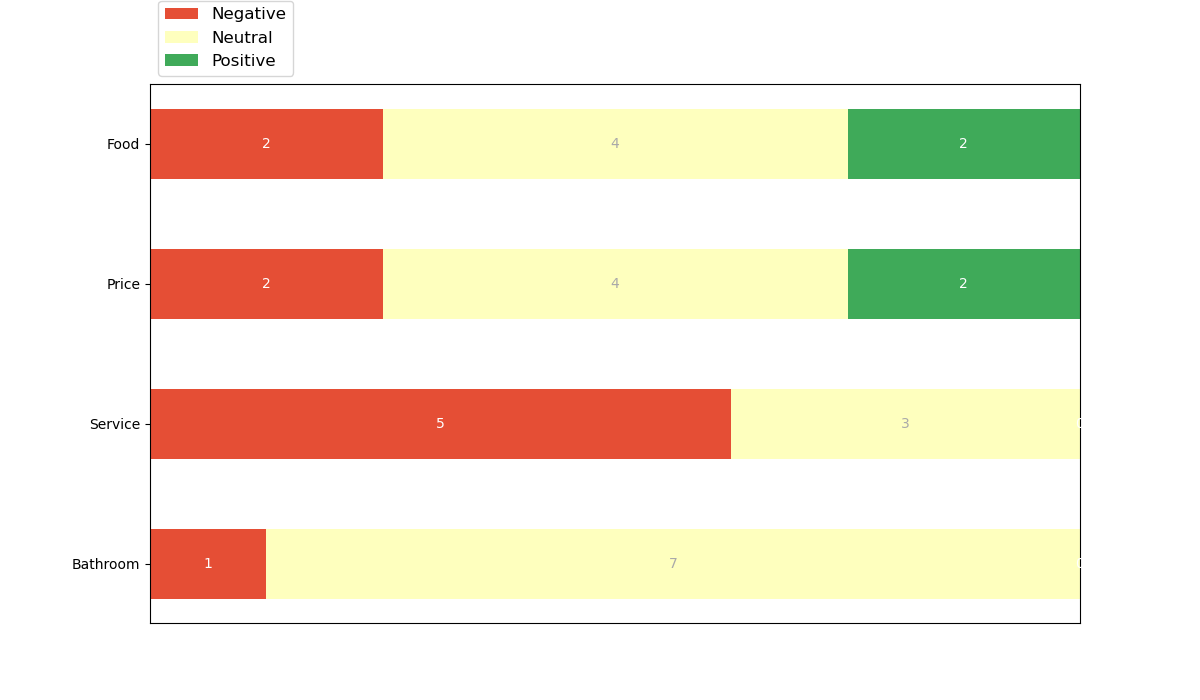 Negative
Neutral
Positive
Food 2 4 2
Price 2 4 2
Service 5 3
Bathroom 1 7